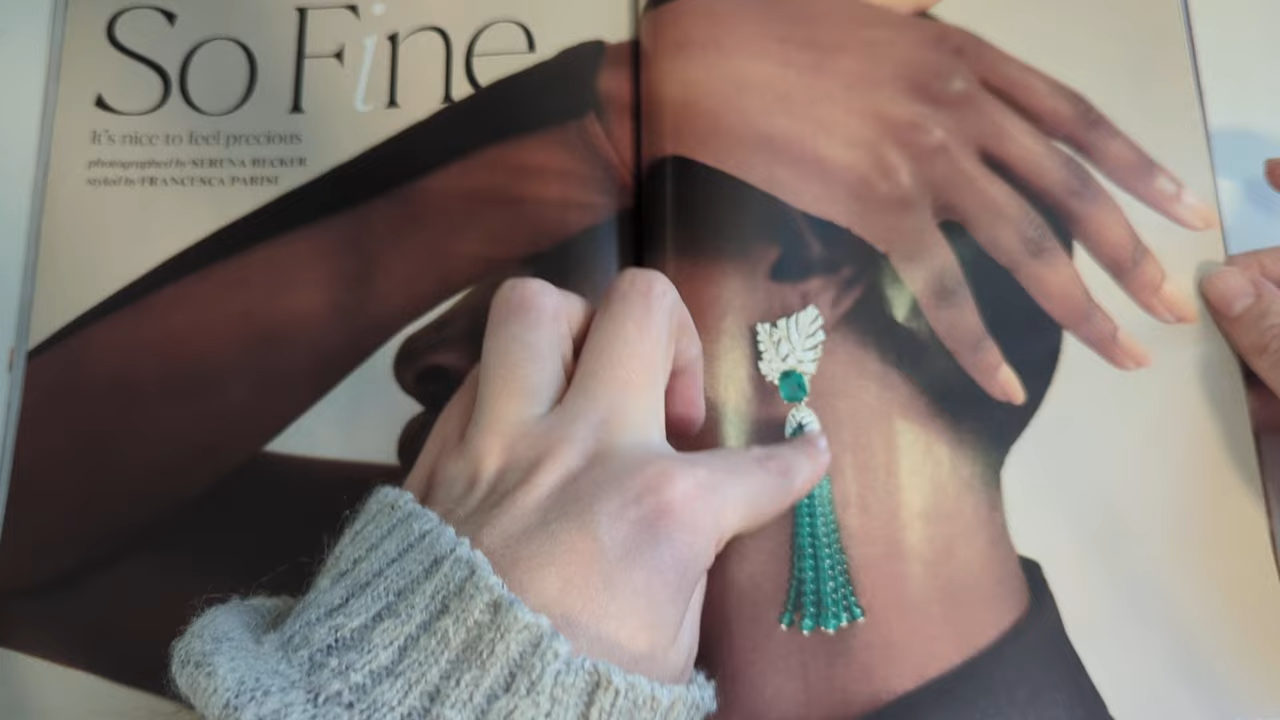 So Fine
It's nice to feel precious
photographed by SERENA BECKER
styled by FRANCESCA PARISI